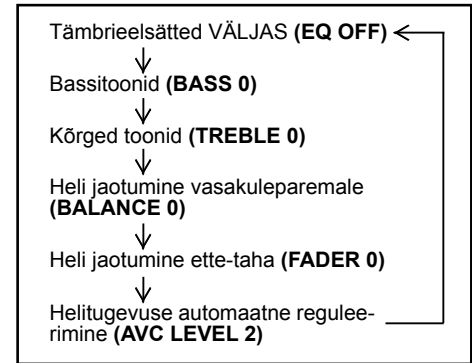 Tämbrieelsätted VÄLJAS (EQ OFF)
Bassitoonid (BASS 0)
Kõrged toonid (TREBLE 0)
Heli jaotumine vasakuleparemale
(BALANCE 0)
Heli jaotumine ette-taha (FADER 0)
Helitugevuse automaatne regulee-
rimine (AVC LEVEL 2)